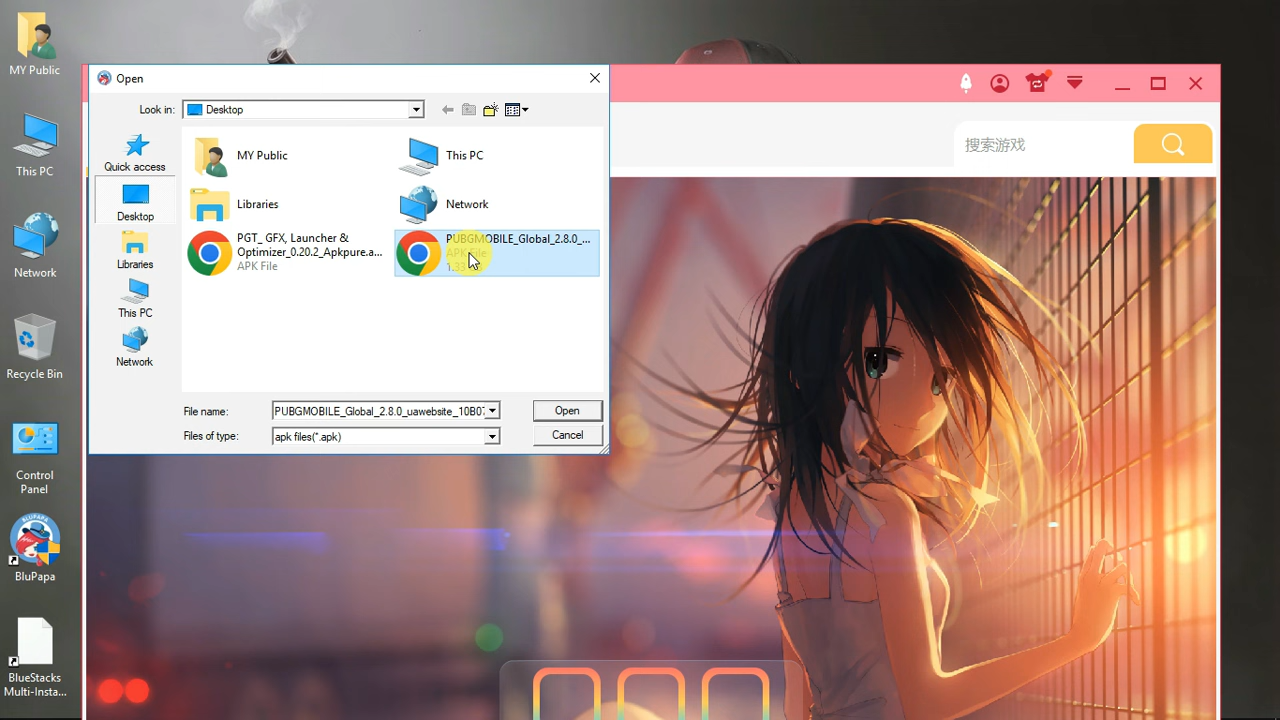 MY Public
This PC
Network
Recycle Bin
Control
Panel
BLUPAPA
BluPapa
BlueStacks
Multi-Insta...
Open
Look in:
Desktop
Quick access
Desktop
Libraries
This PC
Network
MY Public
This PC
Libraries
Network
PGT_ GFX, Launcher &
Optimizer_0.20.2_Apkpure.a...
APK File
PUBGMOBILE_Global_2.8.0_...
APK File
File name:
PUBGMOBILE_Global_2.8.0_uawebsite_10B07
Open
Files of type:
apk files(*.apk)
Cancel
搜索游戏